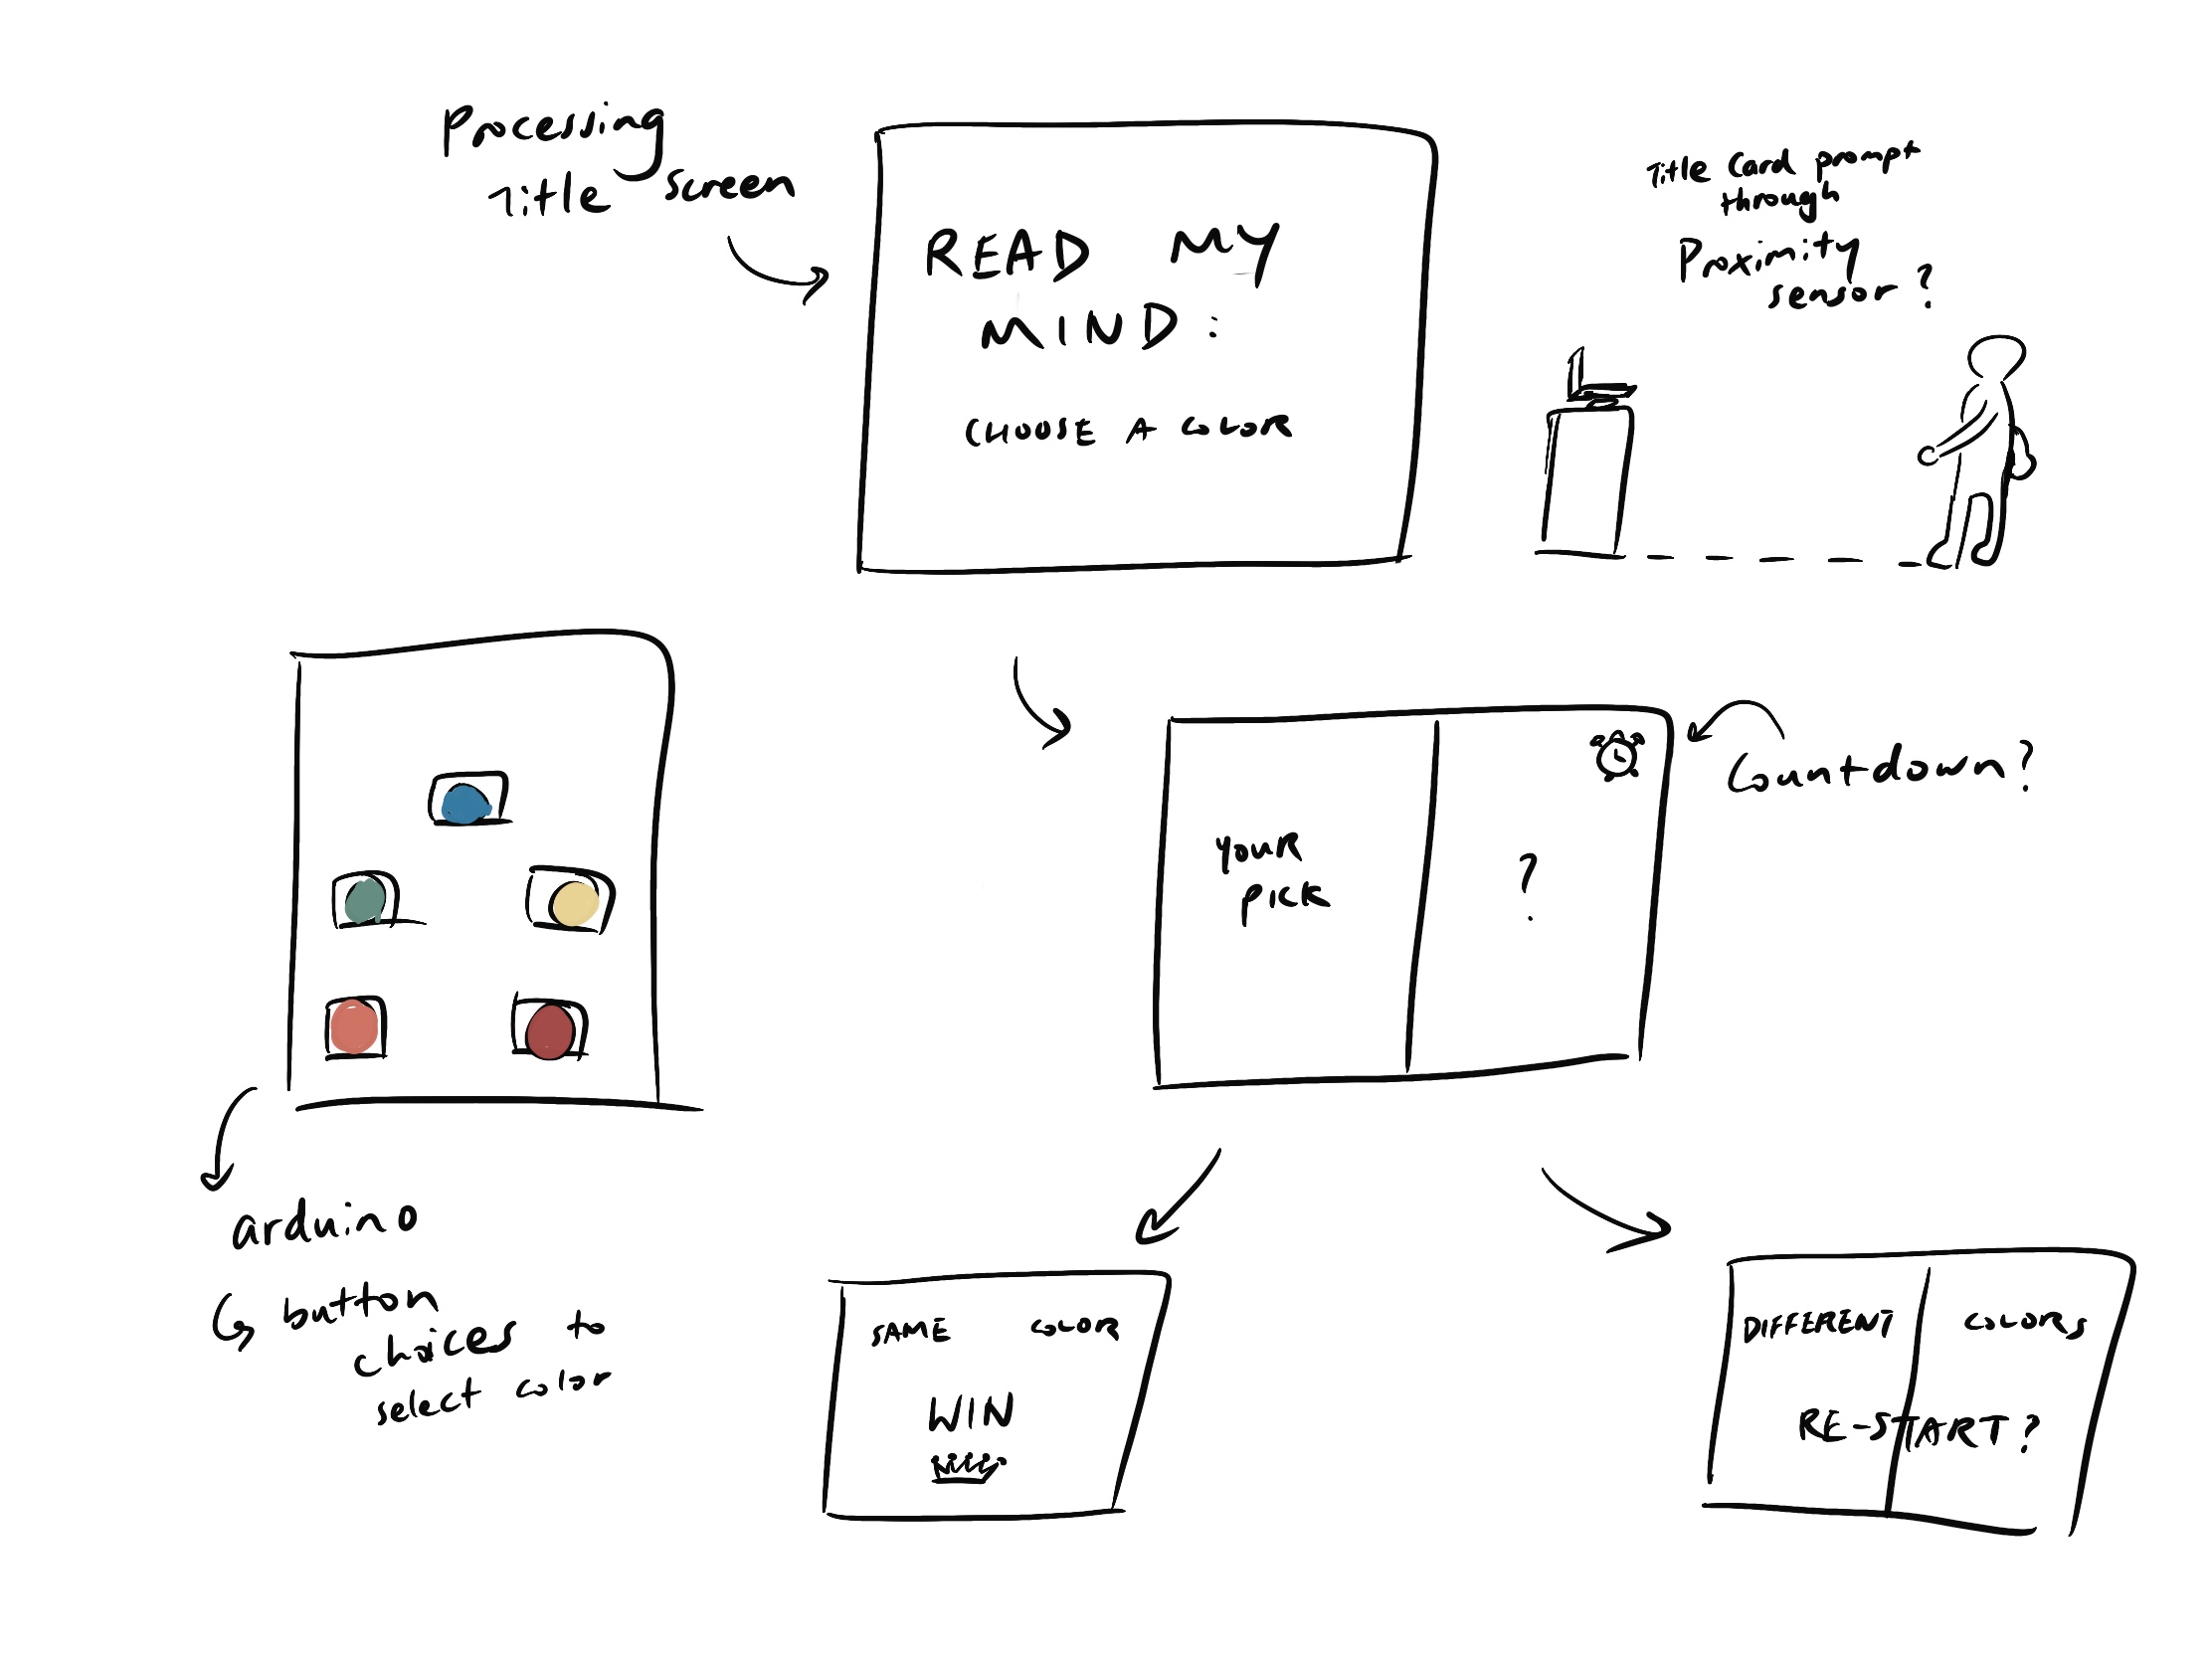 Processing
Title screen
READ MY
MIND:
CHOOSE A COLOR
Title Card prompt
through
Proximity
sensor?
Countdown?
YOUR
PICK
?
arduino
button
choices to
select color
SAME COLOR
WIN
DIFFERENT COLORS
RE-START?